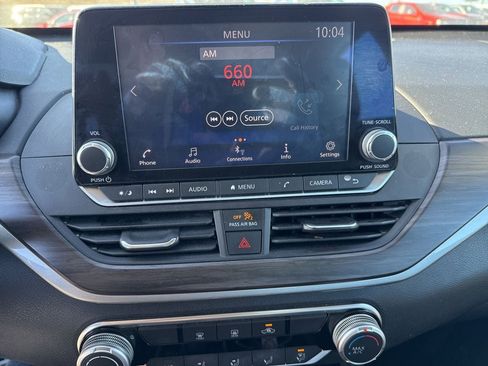 MENU 10:04
AM
660
AM
Source
Call History
VOL TUNE·SCROLL
Phone Audio Connections Info Settings
PUSH PUSH SOUND
AUDIO MENU CAMERA
OFF
PASS AIR BAG
MAX A/C